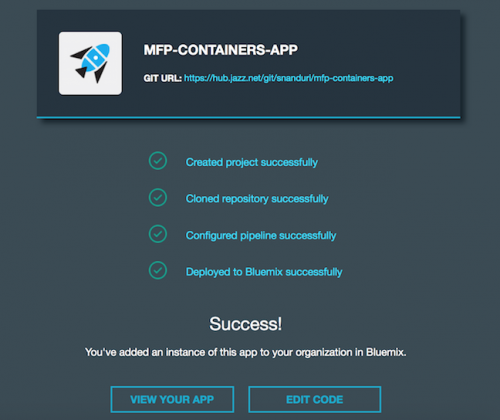 MFP-CONTAINERS-APP
GIT URL: https://hub.jazz.net/git/snanduri/mfp-containers-app
Created project successfully
Cloned repository successfully
Configured pipeline successfully
Deployed to Bluemix successfully
Success!
You've added an instance of this app to your organization in Bluemix.
VIEW YOUR APP EDIT CODE